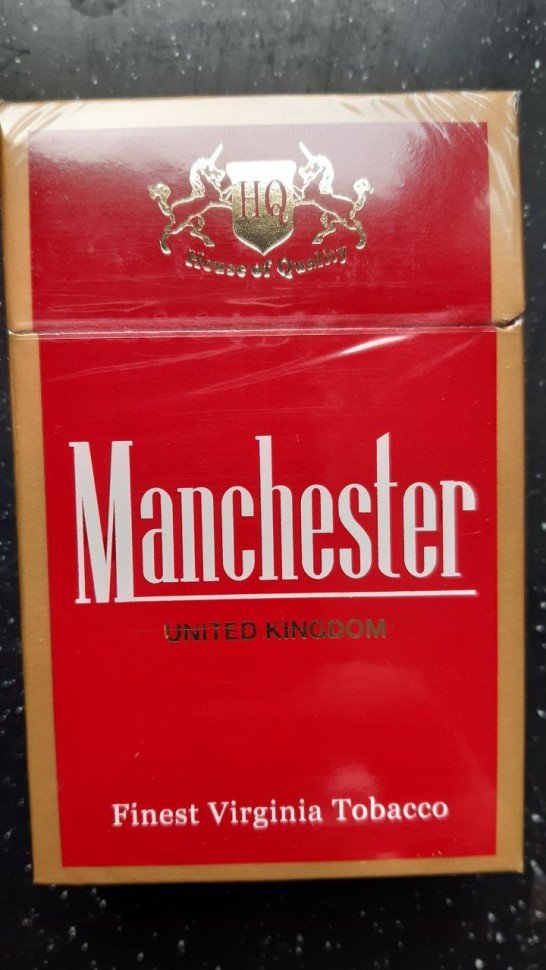 HQ
House of Quality
Manchester
UNITED KINGDOM
Finest Virginia Tobacco